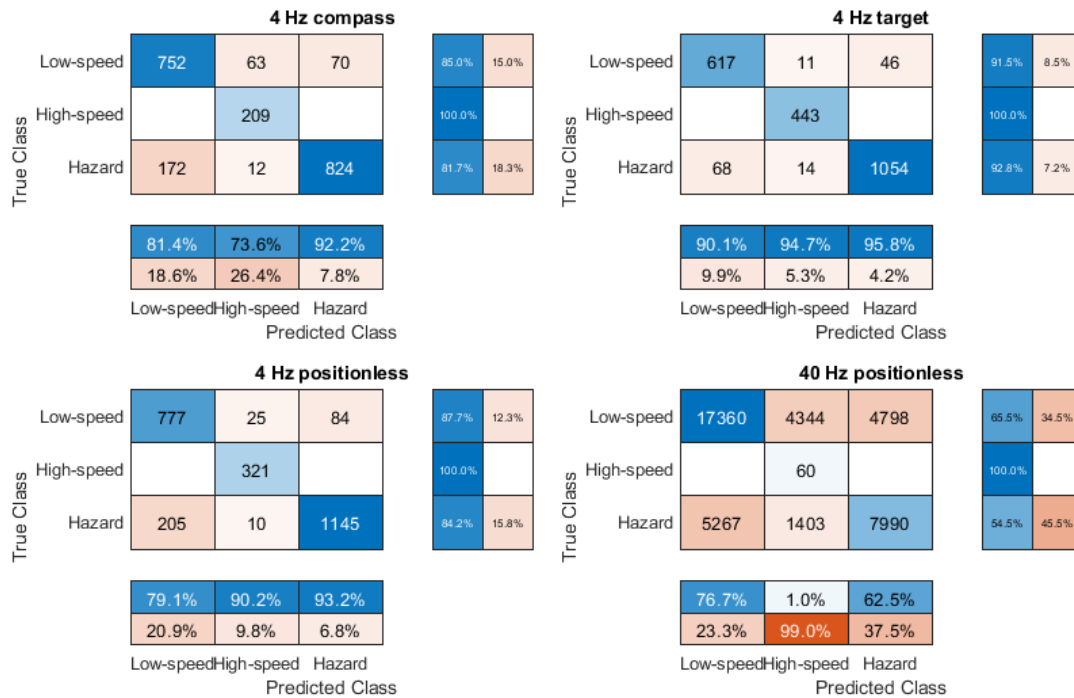 4 Hz compass
Low-speed 752 63 70 85.0% 15.0%
High-speed 209 100.0%
Hazard 172 12 824 81.7% 18.3%
True Class
81.4% 73.6% 92.2%
18.6% 26.4% 7.8%
Low-speed High-speed Hazard
Predicted Class
4 Hz target
Low-speed 617 11 46 91.5% 8.5%
High-speed 443 100.0%
Hazard 68 14 1054 92.8% 7.2%
True Class
90.1% 94.7% 95.8%
9.9% 5.3% 4.2%
Low-speed High-speed Hazard
Predicted Class
4 Hz positionless
Low-speed 777 25 84 87.7% 12.3%
High-speed 321 100.0%
Hazard 205 10 1145 84.2% 15.8%
True Class
79.1% 90.2% 93.2%
20.9% 9.8% 6.8%
Low-speed High-speed Hazard
Predicted Class
40 Hz positionless
Low-speed 17360 4344 4798 65.5% 34.5%
High-speed 60 100.0%
Hazard 5267 1403 7990 54.5% 45.5%
True Class
76.7% 1.0% 62.5%
23.3% 99.0% 37.5%
Low-speed High-speed Hazard
Predicted Class